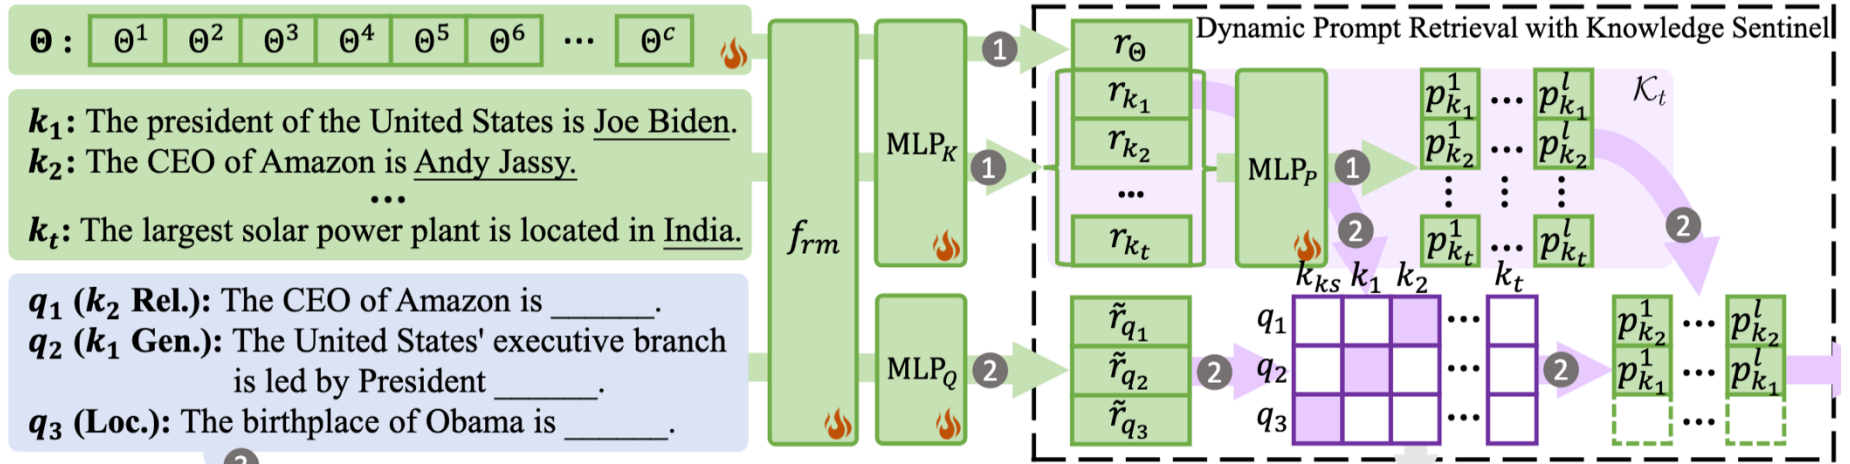 Θ : Θ¹ Θ² Θ³ Θ⁴ Θ⁵ Θ⁶ ... Θᶜ
k₁: The president of the United States is Joe Biden.
k₂: The CEO of Amazon is Andy Jassy.
...
kₜ: The largest solar power plant is located in India.
q₁ (k₂ Rel.): The CEO of Amazon is ______.
q₂ (k₁ Gen.): The United States' executive branch
is led by President ______.
q₃ (Loc.): The birthplace of Obama is ______.
f_rm
MLP_K
MLP_Q
1
1
2
Dynamic Prompt Retrieval with Knowledge Sentinel
r_Θ
r_k₁
r_k₂
...
r_kₜ
MLP_P
1
2
p¹_k₁ ... pˡ_k₁
p¹_k₂ ... pˡ_k₂
⋮ ⋮ ⋮
p¹_kₜ ... pˡ_kₜ
𝒦ₜ
2
r̃_q₁
r̃_q₂
r̃_q₃
2
k_ks k₁ k₂ kₜ
q₁ ...
q₂ ...
q₃ ...
2
p¹_k₂ ... pˡ_k₂
p¹_k₁ ... pˡ_k₁
...